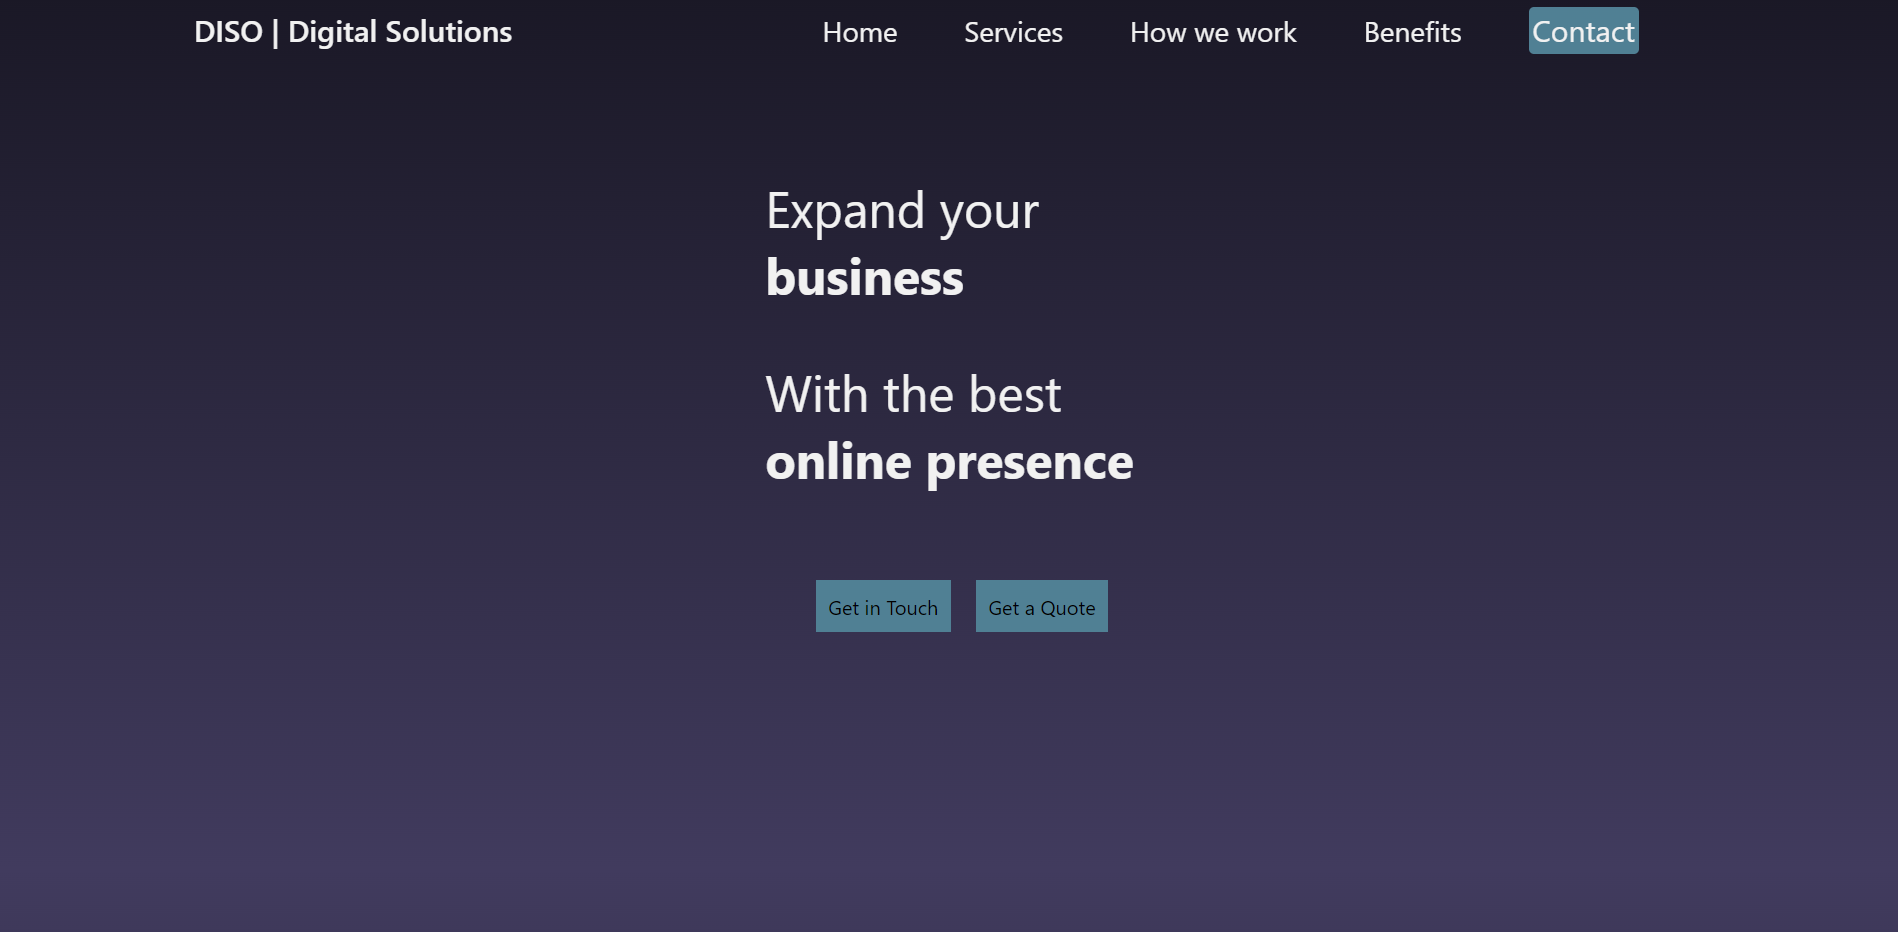 DISO | Digital Solutions
Home
Services
How we work
Benefits
Contact
Expand your
business
With the best
online presence
Get in Touch
Get a Quote